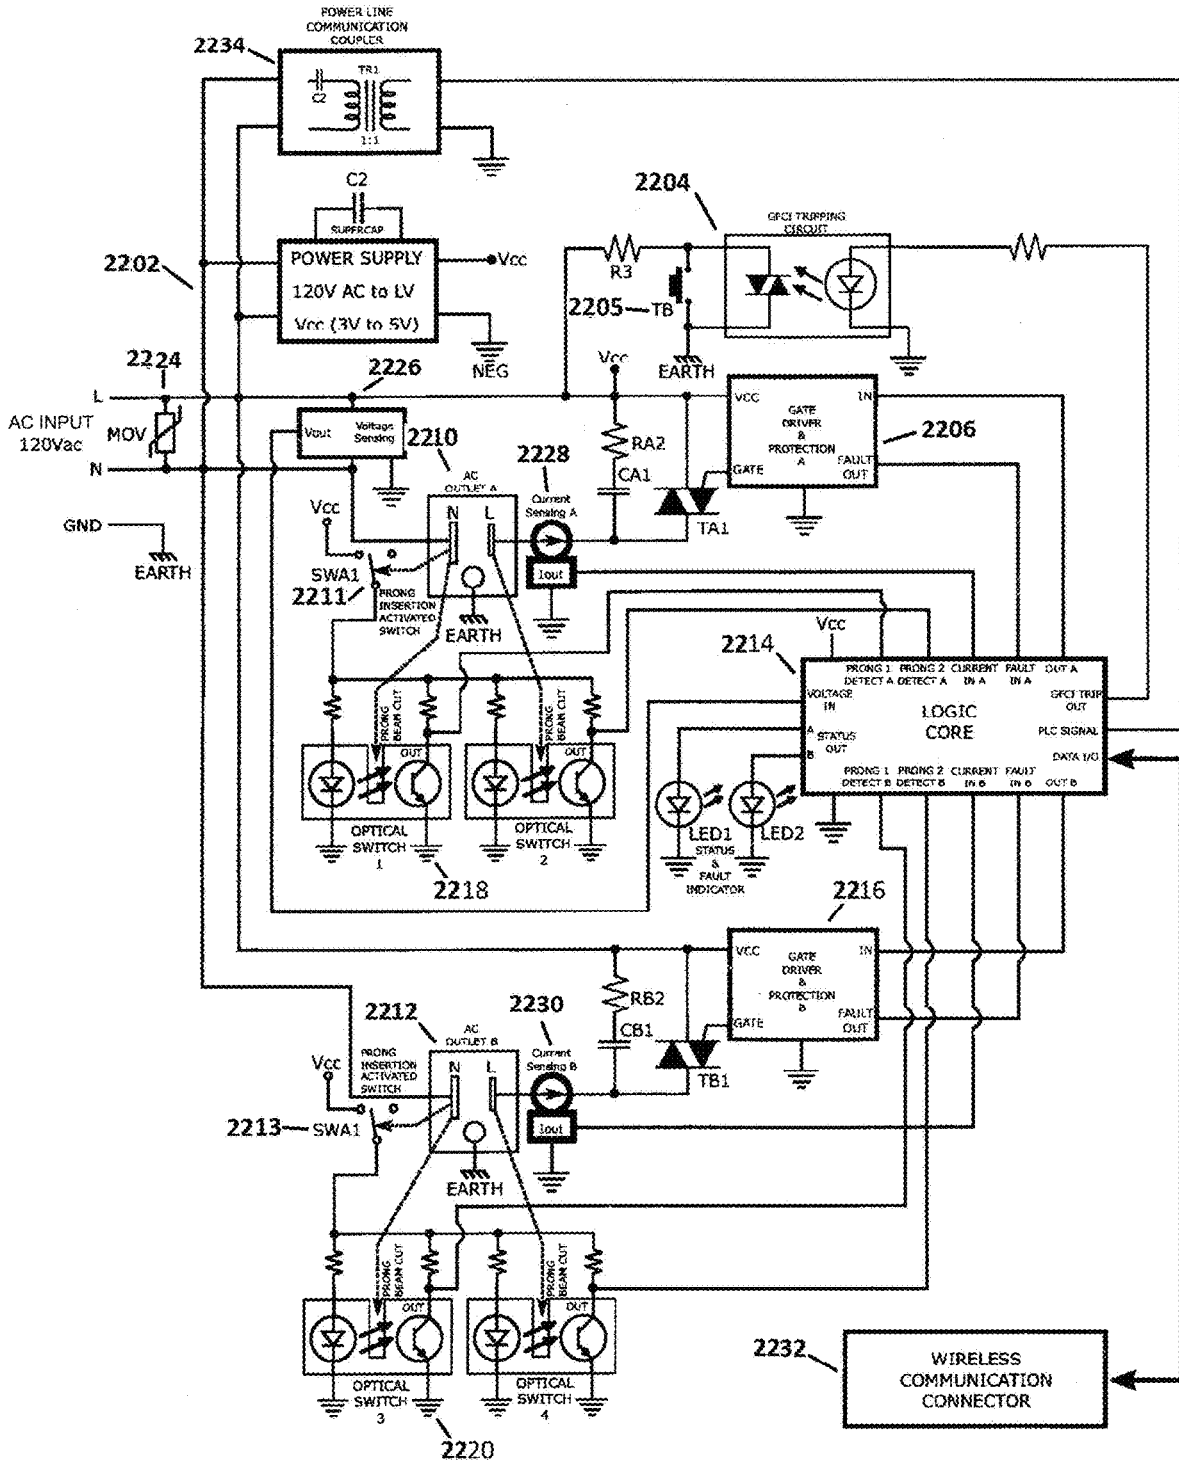 POWER LINE
COMMUNICATION
COUPLER
2234
TR1
C2
1:1
C2
SUPERCAP
2204
GFCI TRIPPING
CIRCUIT
2202
POWER SUPPLY
120V AC to LV
Vcc (3V to 5V)
Vcc
NEG
R3
2205
TB
EARTH
2224
2226
Vcc
L
AC INPUT
120Vac
MOV
N
Vout
Voltage
Sensing
2210
2228
RA2
CA1
VCC
IN
GATE
DRIVER
&
PROTECTION
A
GATE
FAULT
OUT
2206
TA1
GND
EARTH
Vcc
AC
OUTLET A
N L
Current
Sensing A
Iout
SWA1
2211
PRONG
INSERTION
ACTIVATED
SWITCH
EARTH
2214
Vcc
PRONG 1
DETECT A
PRONG 2
DETECT A
CURRENT
IN A
FAULT
IN A
OUT A
VOLTAGE
IN
GFCI TRIP
OUT
LOGIC
CORE
A
STATUS
OUT
B
PLC SIGNAL
DATA I/O
PRONG 1
DETECT B
PRONG 2
DETECT B
CURRENT
IN B
FAULT
IN B
OUT B
PRONG
BEAM CUT
OUT
PRONG
BEAM CUT
OUT
OPTICAL
SWITCH
1
OPTICAL
SWITCH
2
2218
LED1
LED2
STATUS
&
FAULT
INDICATOR
2216
VCC
IN
GATE
DRIVER
&
PROTECTION
B
GATE
FAULT
OUT
RB2
CB1
TB1
2212
2230
AC
OUTLET B
N L
Current
Sensing B
Iout
Vcc
PRONG
INSERTION
ACTIVATED
SWITCH
2213
SWA1
EARTH
PRONG
BEAM CUT
OUT
PRONG
BEAM CUT
OUT
OPTICAL
SWITCH
3
OPTICAL
SWITCH
4
2220
2232
WIRELESS
COMMUNICATION
CONNECTOR